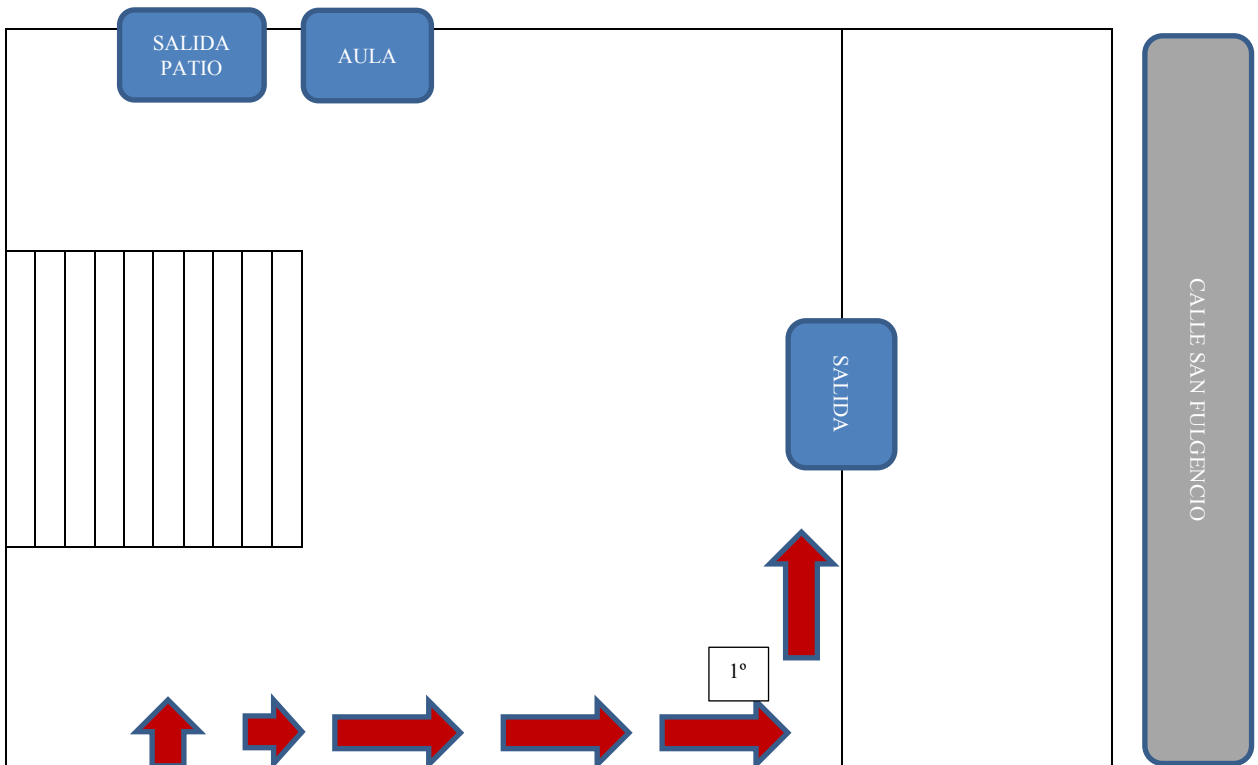 SALIDA
PATIO
AULA
SALIDA
CALLE SAN FULGENCIO
1º